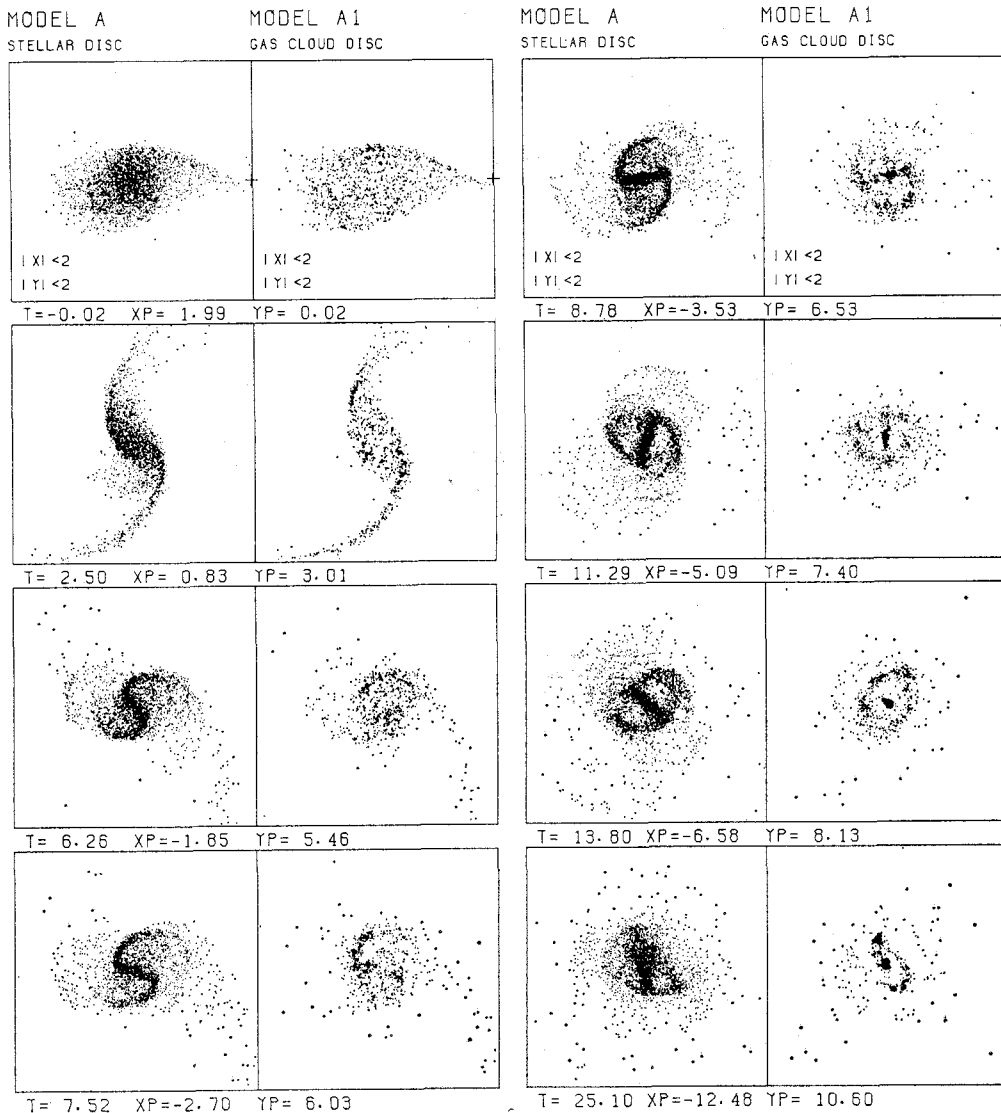 MODEL A MODEL A1
STELLAR DISC GAS CLOUD DISC
|X|<2 |X|<2
|Y|<2 |Y|<2
T=-0.02 XP= 1.99 YP= 0.02
T= 2.50 XP= 0.83 YP= 3.01
T= 6.26 XP=-1.85 YP= 5.46
T= 7.52 XP=-2.70 YP= 6.03
MODEL A MODEL A1
STELLAR DISC GAS CLOUD DISC
|X|<2 |X|<2
|Y|<2 |Y|<2
T= 8.78 XP=-3.53 YP= 6.53
T= 11.29 XP=-5.09 YP= 7.40
T= 13.80 XP=-6.58 YP= 8.13
T= 25.10 XP=-12.48 YP= 10.60